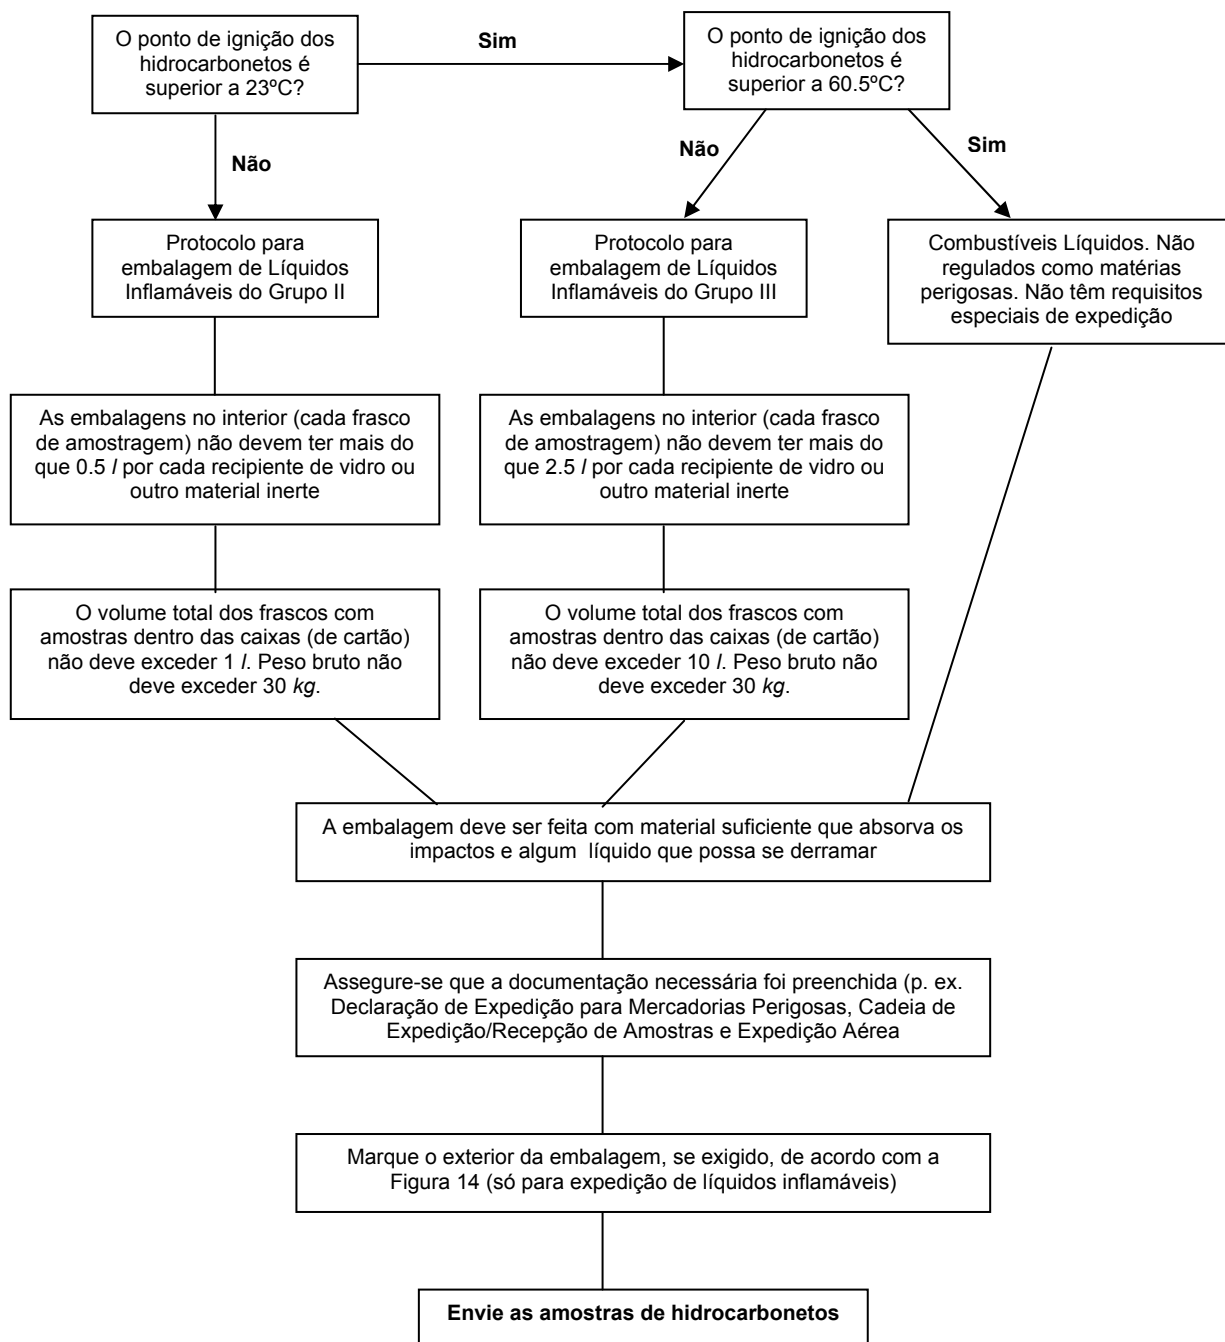 O ponto de ignição dos
hidrocarbonetos é
superior a 23ºC?
Sim
O ponto de ignição dos
hidrocarbonetos é
superior a 60.5ºC?
Não
Não
Sim
Protocolo para
embalagem de Líquidos
Inflamáveis do Grupo II
Protocolo para
embalagem de Líquidos
Inflamáveis do Grupo III
Combustíveis Líquidos. Não
regulados como matérias
perigosas. Não têm requisitos
especiais de expedição
As embalagens no interior (cada frasco
de amostragem) não devem ter mais do
que 0.5 l por cada recipiente de vidro ou
outro material inerte
As embalagens no interior (cada frasco
de amostragem) não devem ter mais do
que 2.5 l por cada recipiente de vidro ou
outro material inerte
O volume total dos frascos com
amostras dentro das caixas (de cartão)
não deve exceder 1 l. Peso bruto não
deve exceder 30 kg.
O volume total dos frascos com
amostras dentro das caixas (de cartão)
não deve exceder 10 l. Peso bruto não
deve exceder 30 kg.
A embalagem deve ser feita com material suficiente que absorva os
impactos e algum líquido que possa se derramar
Assegure-se que a documentação necessária foi preenchida (p. ex.
Declaração de Expedição para Mercadorias Perigosas, Cadeia de
Expedição/Recepção de Amostras e Expedição Aérea
Marque o exterior da embalagem, se exigido, de acordo com a
Figura 14 (só para expedição de líquidos inflamáveis)
Envie as amostras de hidrocarbonetos